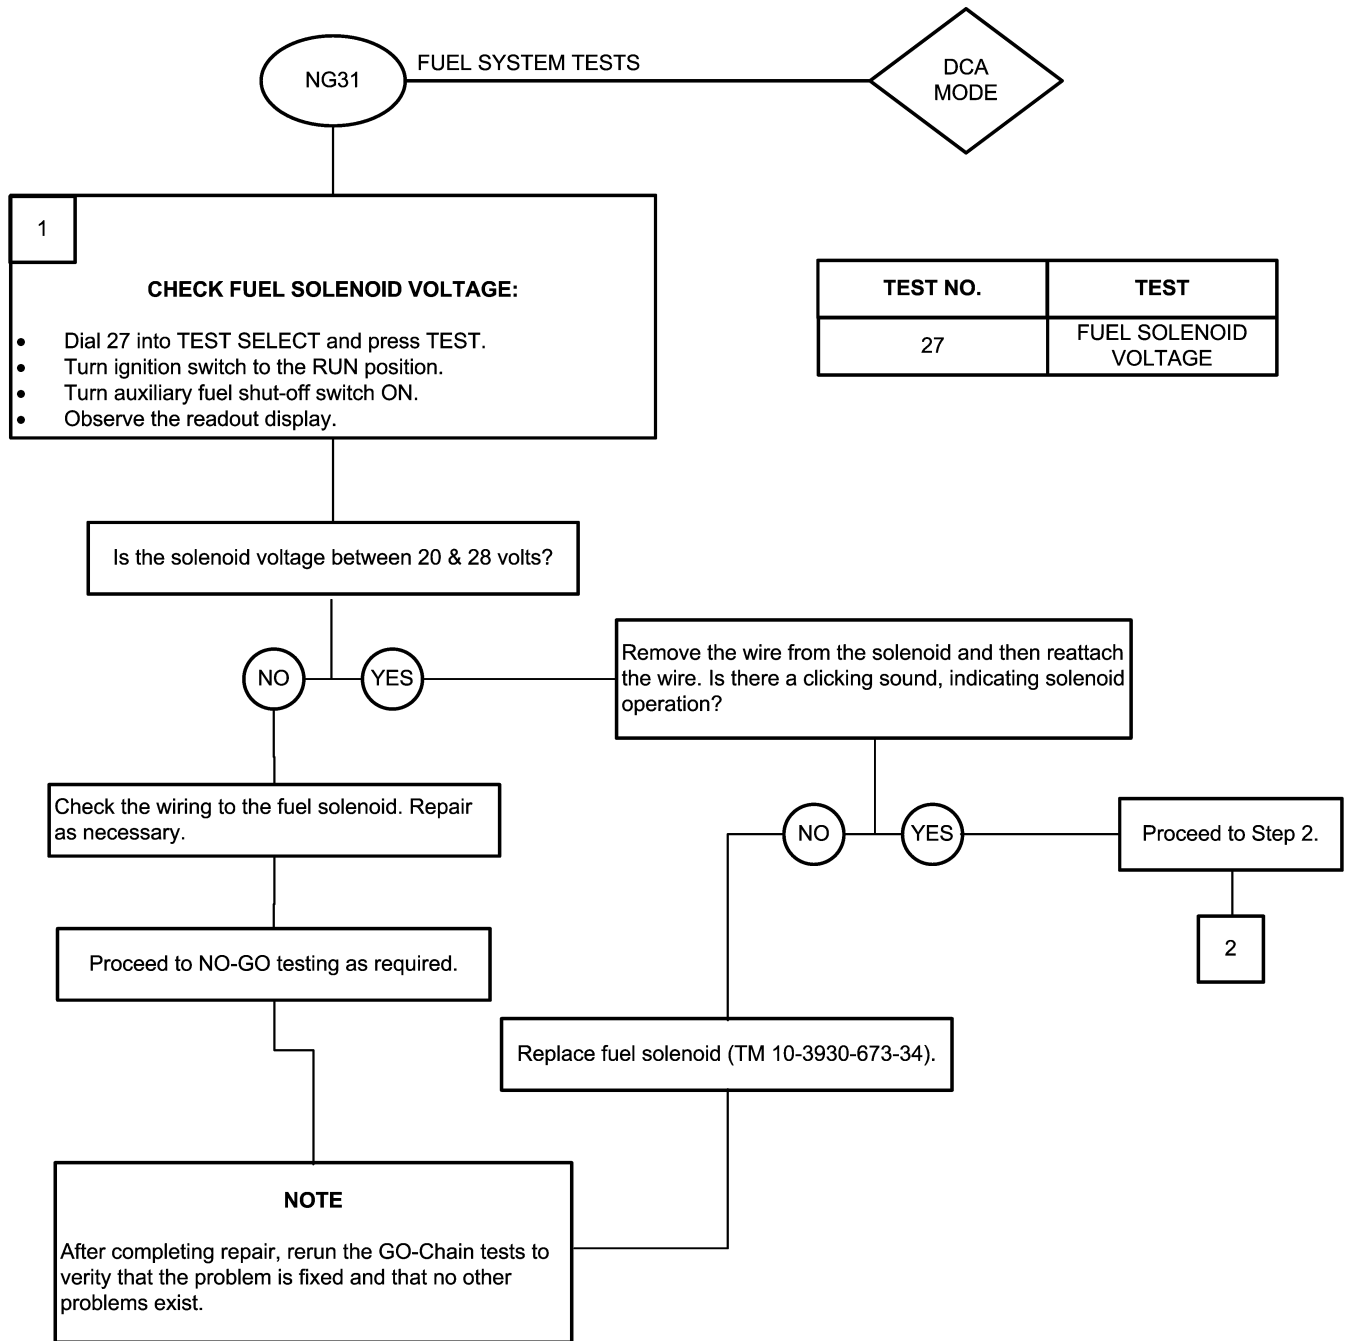 NG31
FUEL SYSTEM TESTS
DCA
MODE
1
CHECK FUEL SOLENOID VOLTAGE:
• Dial 27 into TEST SELECT and press TEST.
• Turn ignition switch to the RUN position.
• Turn auxiliary fuel shut-off switch ON.
• Observe the readout display.
TEST NO. TEST
27 FUEL SOLENOID
VOLTAGE
Is the solenoid voltage between 20 & 28 volts?
NO YES
Remove the wire from the solenoid and then reattach
the wire. Is there a clicking sound, indicating solenoid
operation?
Check the wiring to the fuel solenoid. Repair
as necessary.
NO YES
Proceed to Step 2.
2
Proceed to NO-GO testing as required.
Replace fuel solenoid (TM 10-3930-673-34).
NOTE
After completing repair, rerun the GO-Chain tests to
verity that the problem is fixed and that no other
problems exist.